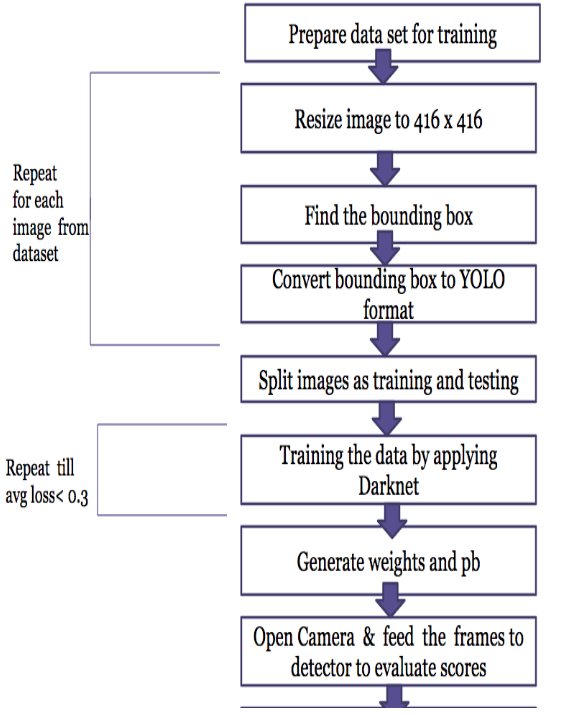 Prepare data set for training
Resize image to 416 x 416
Repeat
for each
image from
dataset
Find the bounding box
Convert bounding box to YOLO
format
Split images as training and testing
Repeat till
avg loss< 0.3
Training the data by applying
Darknet
Generate weights and pb
Open Camera & feed the frames to
detector to evaluate scores